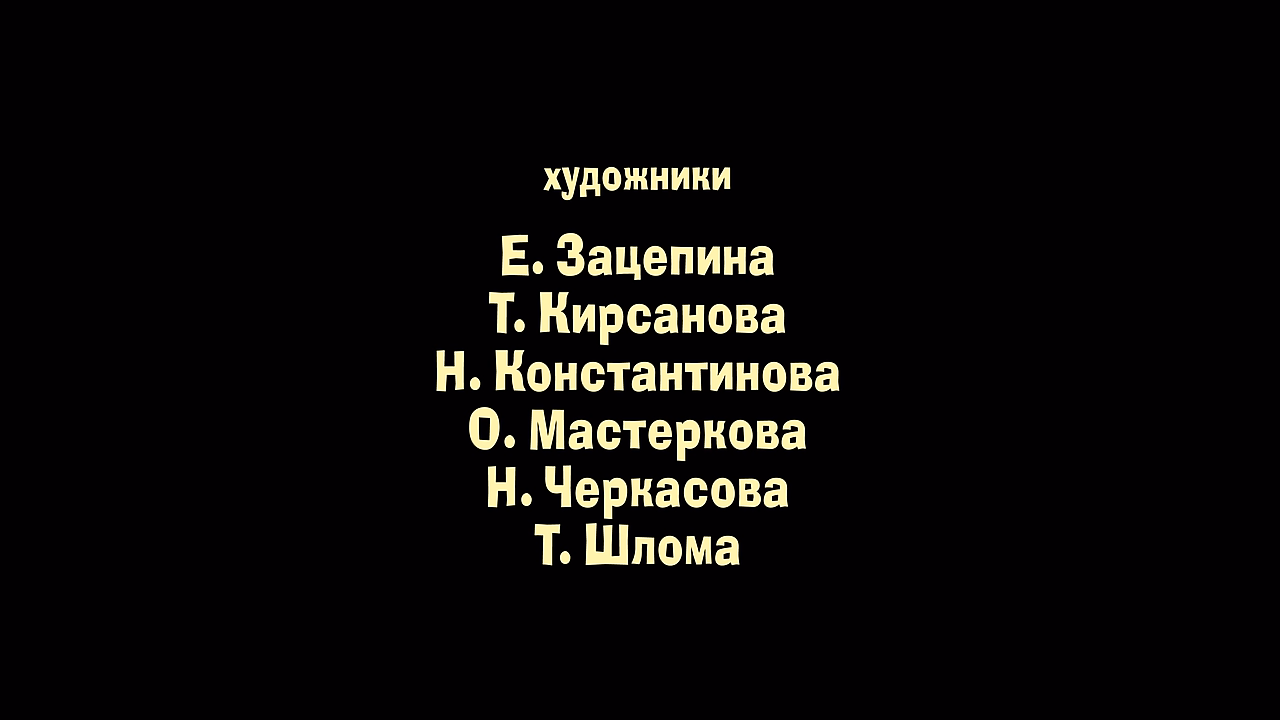 художники
Е. Зацепина
Т. Кирсанова
Н. Константинова
О. Мастеркова
Н. Черкасова
Т. Шлома